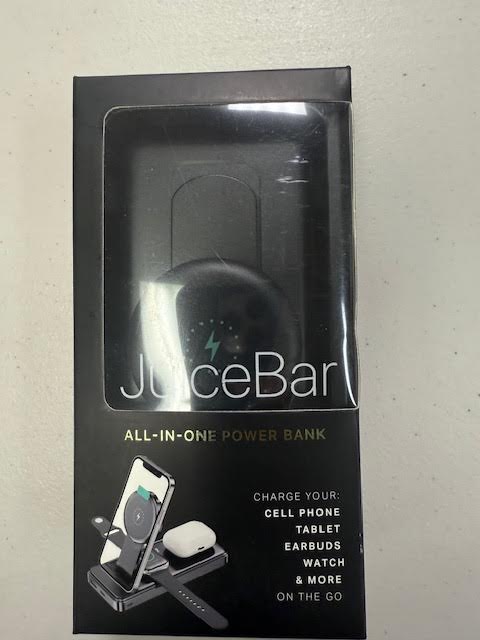 JuiceBar
ALL-IN-ONE POWER BANK
CHARGE YOUR:
CELL PHONE
TABLET
EARBUDS
WATCH
& MORE
ON THE GO